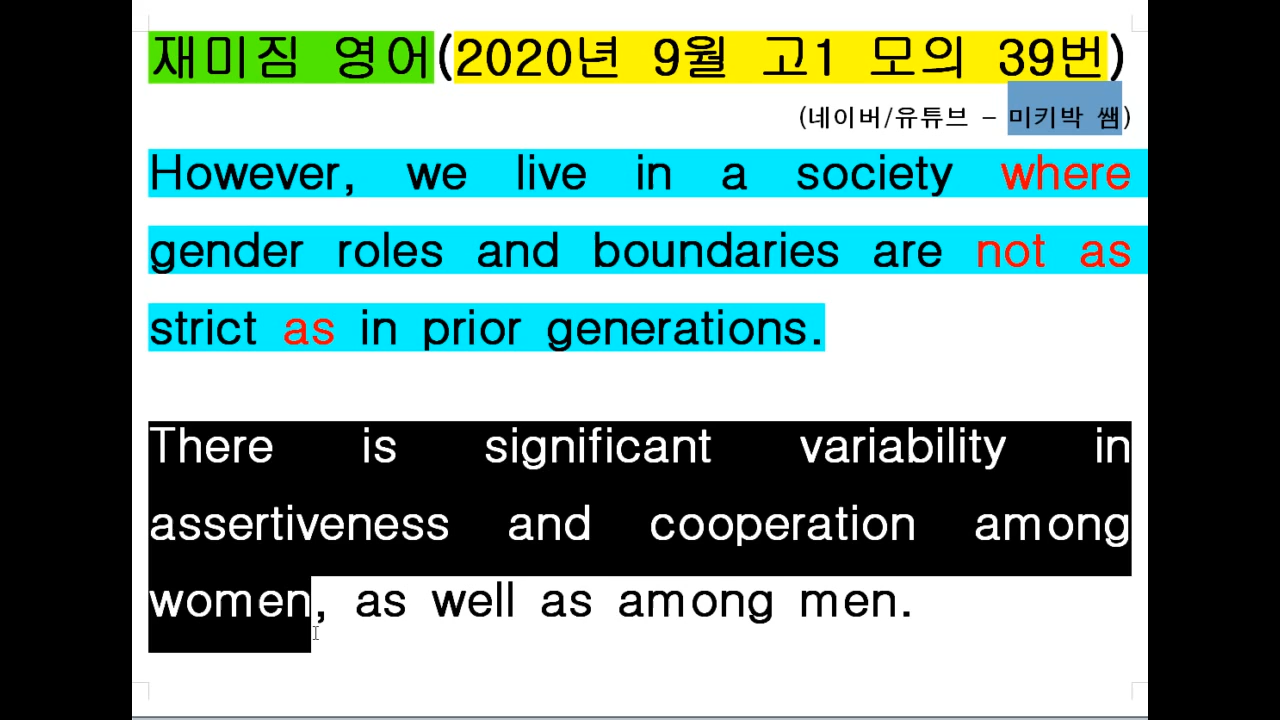 재미짐 영어(2020년 9월 고1 모의 39번)
(네이버/유튜브 - 미키박 쌤)
However, we live in a society where
gender roles and boundaries are not as
strict as in prior generations.
There is significant variability in
assertiveness and cooperation among
women, as well as among men.